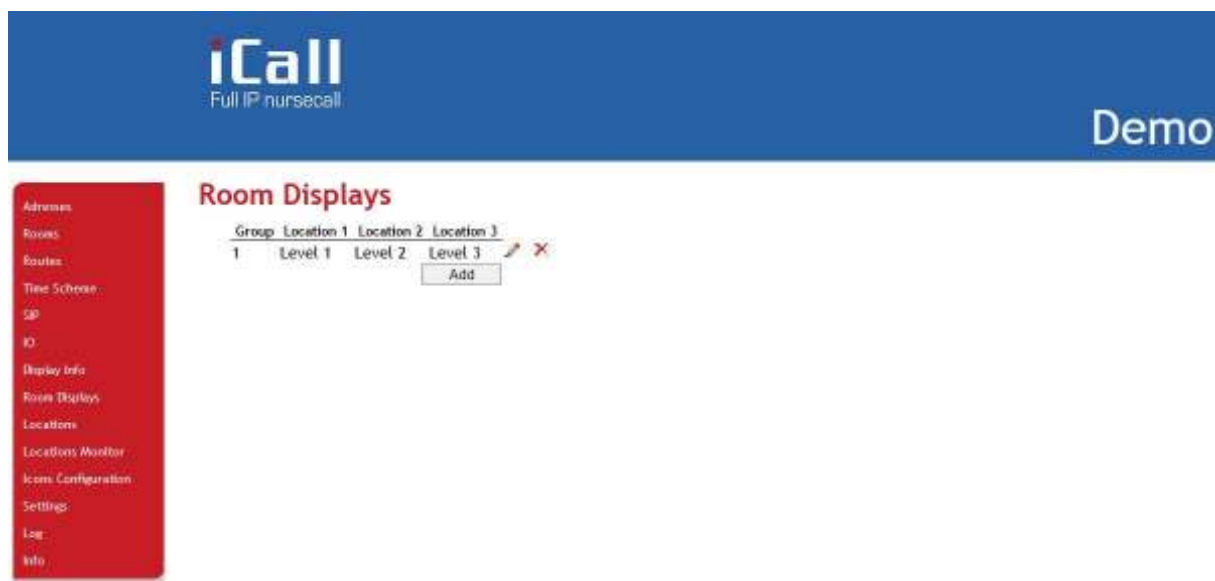 iCall
Full IP nursecall
Demo
Adresses
Rooms
Routes
Time Scheme
SIP
IO
Display Info
Room Displays
Locations
Locations Monitor
Icons Configuration
Settings
Log
Info
Room Displays
Group Location 1 Location 2 Location 3
1 Level 1 Level 2 Level 3
Add